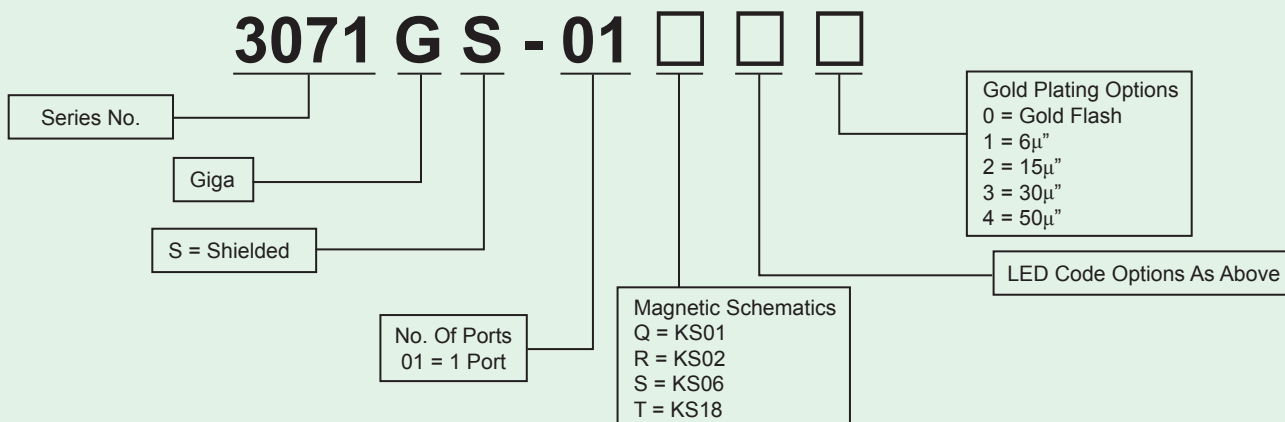 3071 G S - 01 □ □ □
Series No.
Giga
S = Shielded
No. Of Ports
01 = 1 Port
Magnetic Schematics
Q = KS01
R = KS02
S = KS06
T = KS18
LED Code Options As Above
Gold Plating Options
0 = Gold Flash
1 = 6µ”
2 = 15µ”
3 = 30µ”
4 = 50µ”